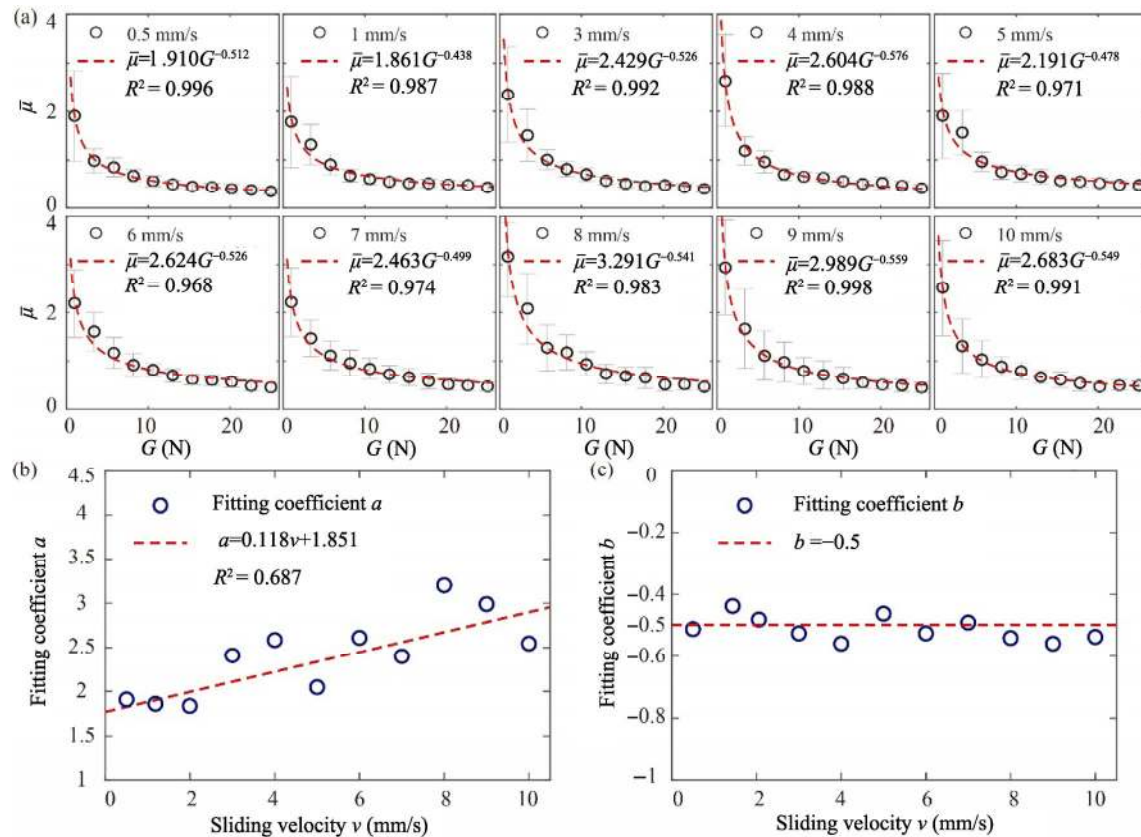 (a)
4
2
0
μ̄
0.5 mm/s
μ̄=1.910G^−0.512
R² = 0.996
1 mm/s
μ̄=1.861G^−0.438
R² = 0.987
3 mm/s
μ̄=2.429G^−0.526
R² = 0.992
4 mm/s
μ̄=2.604G^−0.576
R² = 0.988
5 mm/s
μ̄=2.191G^−0.478
R² = 0.971
4
2
0
μ̄
6 mm/s
μ̄=2.624G^−0.526
R² = 0.968
7 mm/s
μ̄=2.463G^−0.499
R² = 0.974
8 mm/s
μ̄=3.291G^−0.541
R² = 0.983
9 mm/s
μ̄=2.989G^−0.559
R² = 0.998
10 mm/s
μ̄=2.683G^−0.549
R² = 0.991
0 10 20 0 10 20 0 10 20 0 10 20 0 10 20
G (N) G (N) G (N) G (N) G (N)
(b)
4.5
4
3.5
3
2.5
2
1.5
1
Fitting coefficient a
Fitting coefficient a
a=0.118v+1.851
R² = 0.687
0 2 4 6 8 10
Sliding velocity v (mm/s)
(c)
0
−0.2
−0.4
−0.5
−0.6
−0.8
−1
Fitting coefficient b
Fitting coefficient b
b =−0.5
0 2 4 6 8 10
Sliding velocity v (mm/s)